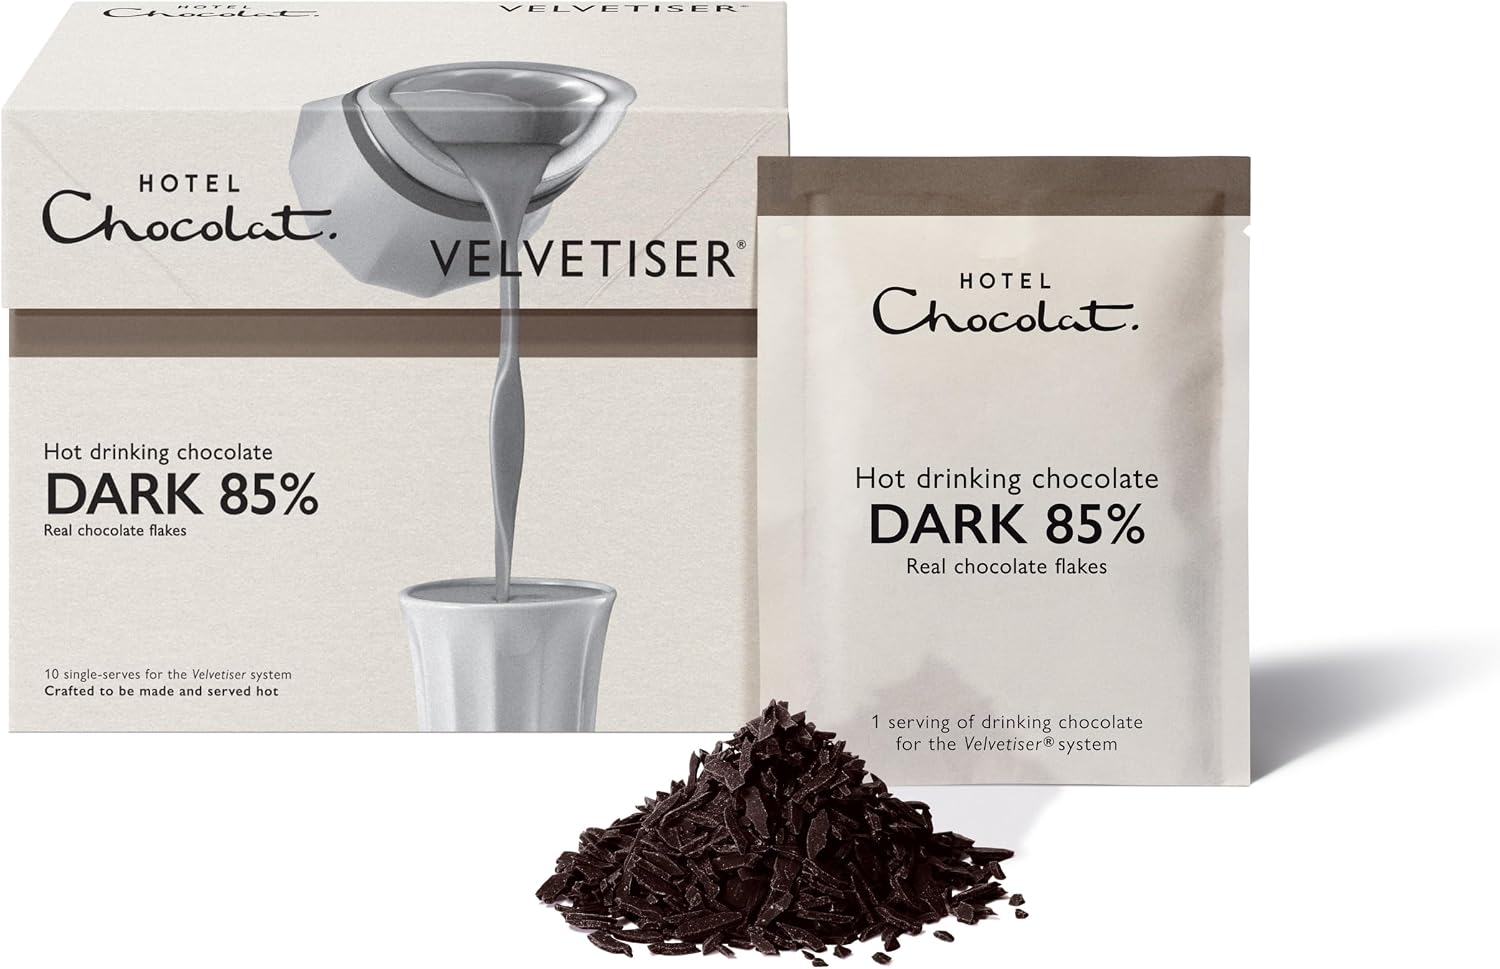 HOTEL
Chocolat.
VELVETISER®
HOTEL
Chocolat.
VELVETISER®
Hot drinking chocolate
DARK 85%
Real chocolate flakes
10 single-serves for the Velvetiser system
Crafted to be made and served hot
HOTEL
Chocolat.
Hot drinking chocolate
DARK 85%
Real chocolate flakes
1 serving of drinking chocolate
for the Velvetiser® system